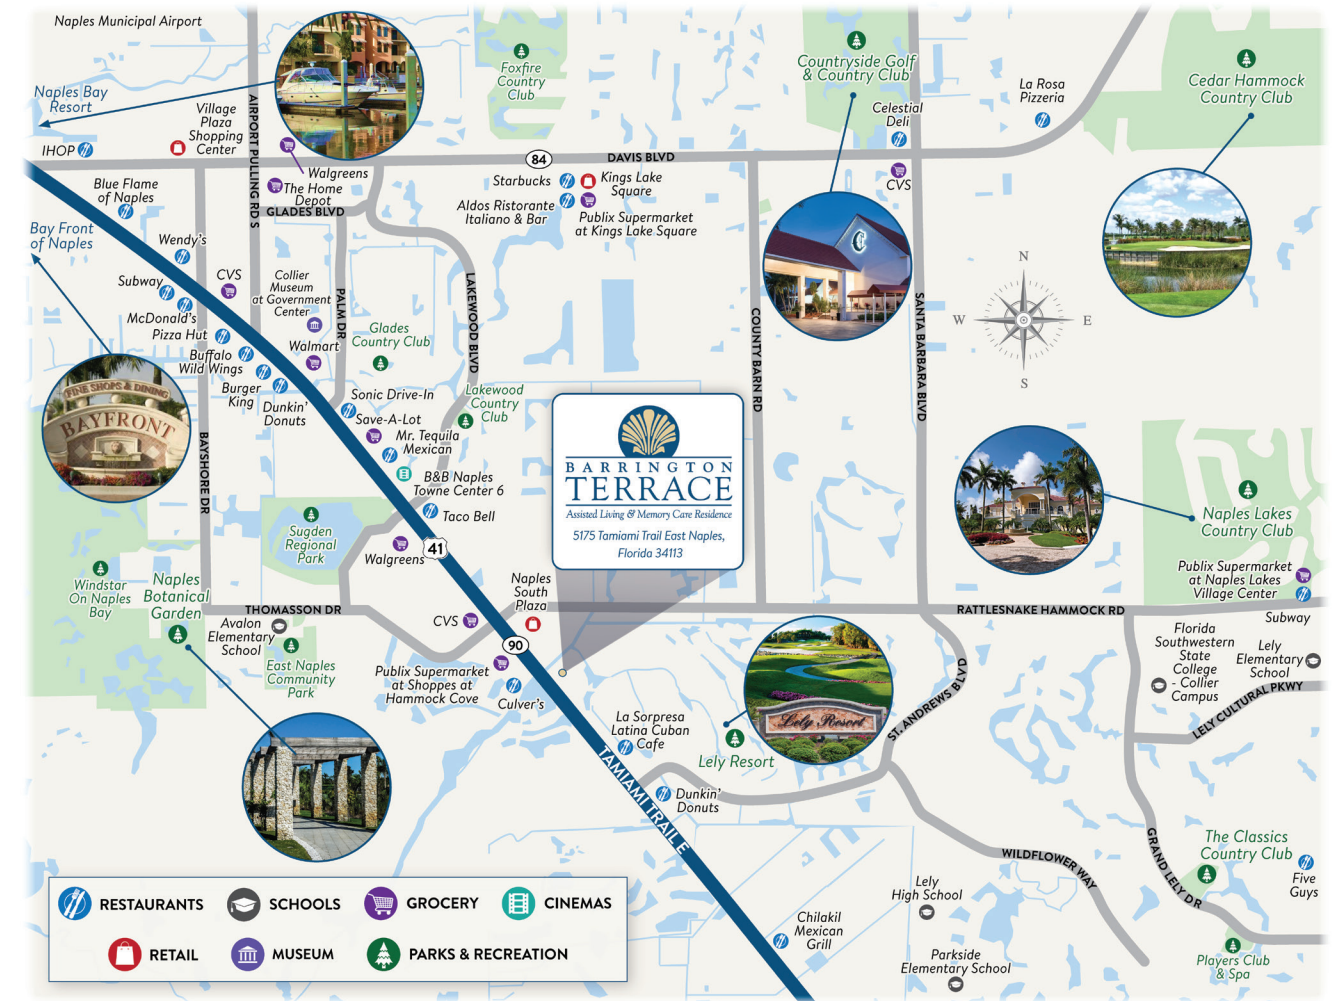 Naples Municipal Airport
Naples Bay
Resort
Village
Plaza
Shopping
Center
IHOP
AIRPORT PULLING RD S
Walgreens
The Home
Depot
GLADES BLVD
Foxfire
Country
Club
84
DAVIS BLVD
Starbucks
Kings Lake
Square
Aldos Ristorante
Italiano & Bar
Publix Supermarket
at Kings Lake Square
Countryside Golf
& Country Club
Celestial
Deli
CVS
La Rosa
Pizzeria
Cedar Hammock
Country Club
Blue Flame
of Naples
Bay Front
of Naples
Wendy's
Subway
CVS
McDonald's
Pizza Hut
Buffalo
Wild Wings
Burger
King
Dunkin'
Donuts
Collier
Museum
at Government
Center
PALM DR
Walmart
Glades
Country Club
LAKEWOOD BLVD
Lakewood
Country
Club
Sonic Drive-In
Save-A-Lot
Mr. Tequila
Mexican
B&B Naples
Towne Center 6
Taco Bell
FINE SHOPS & DINING
BAYFRONT
BAYSHORE DR
C
N
W
E
S
COUNTY BARN RD
SANTA BARBARA BLVD
BARRINGTON
TERRACE
Assisted Living & Memory Care Residence
5175 Tamiami Trail East Naples,
Florida 34113
Naples Lakes
Country Club
Publix Supermarket
at Naples Lakes
Village Center
Subway
Sugden
Regional
Park
Walgreens
41
Windstar
On Naples
Bay
Naples
Botanical
Garden
THOMASSON DR
Avalon
Elementary
School
East Naples
Community
Park
CVS
Naples
South
Plaza
90
Publix Supermarket
at Shoppes at
Hammock Cove
Culver's
RATTLESNAKE HAMMOCK RD
Florida
Southwestern
State
College
- Collier
Campus
Lely
Elementary
School
LELY CULTURAL PKWY
ST. ANDREWS BLVD
Lely Resort
Lely Resort
La Sorpresa
Latina Cuban
Cafe
TAMIAMI TRAIL E
Dunkin'
Donuts
WILDFLOWER WAY
GRAND LELY DR
The Classics
Country Club
Five
Guys
Lely
High School
Chilakil
Mexican
Grill
Parkside
Elementary School
Players Club
& Spa
RESTAURANTS
SCHOOLS
GROCERY
CINEMAS
RETAIL
MUSEUM
PARKS & RECREATION